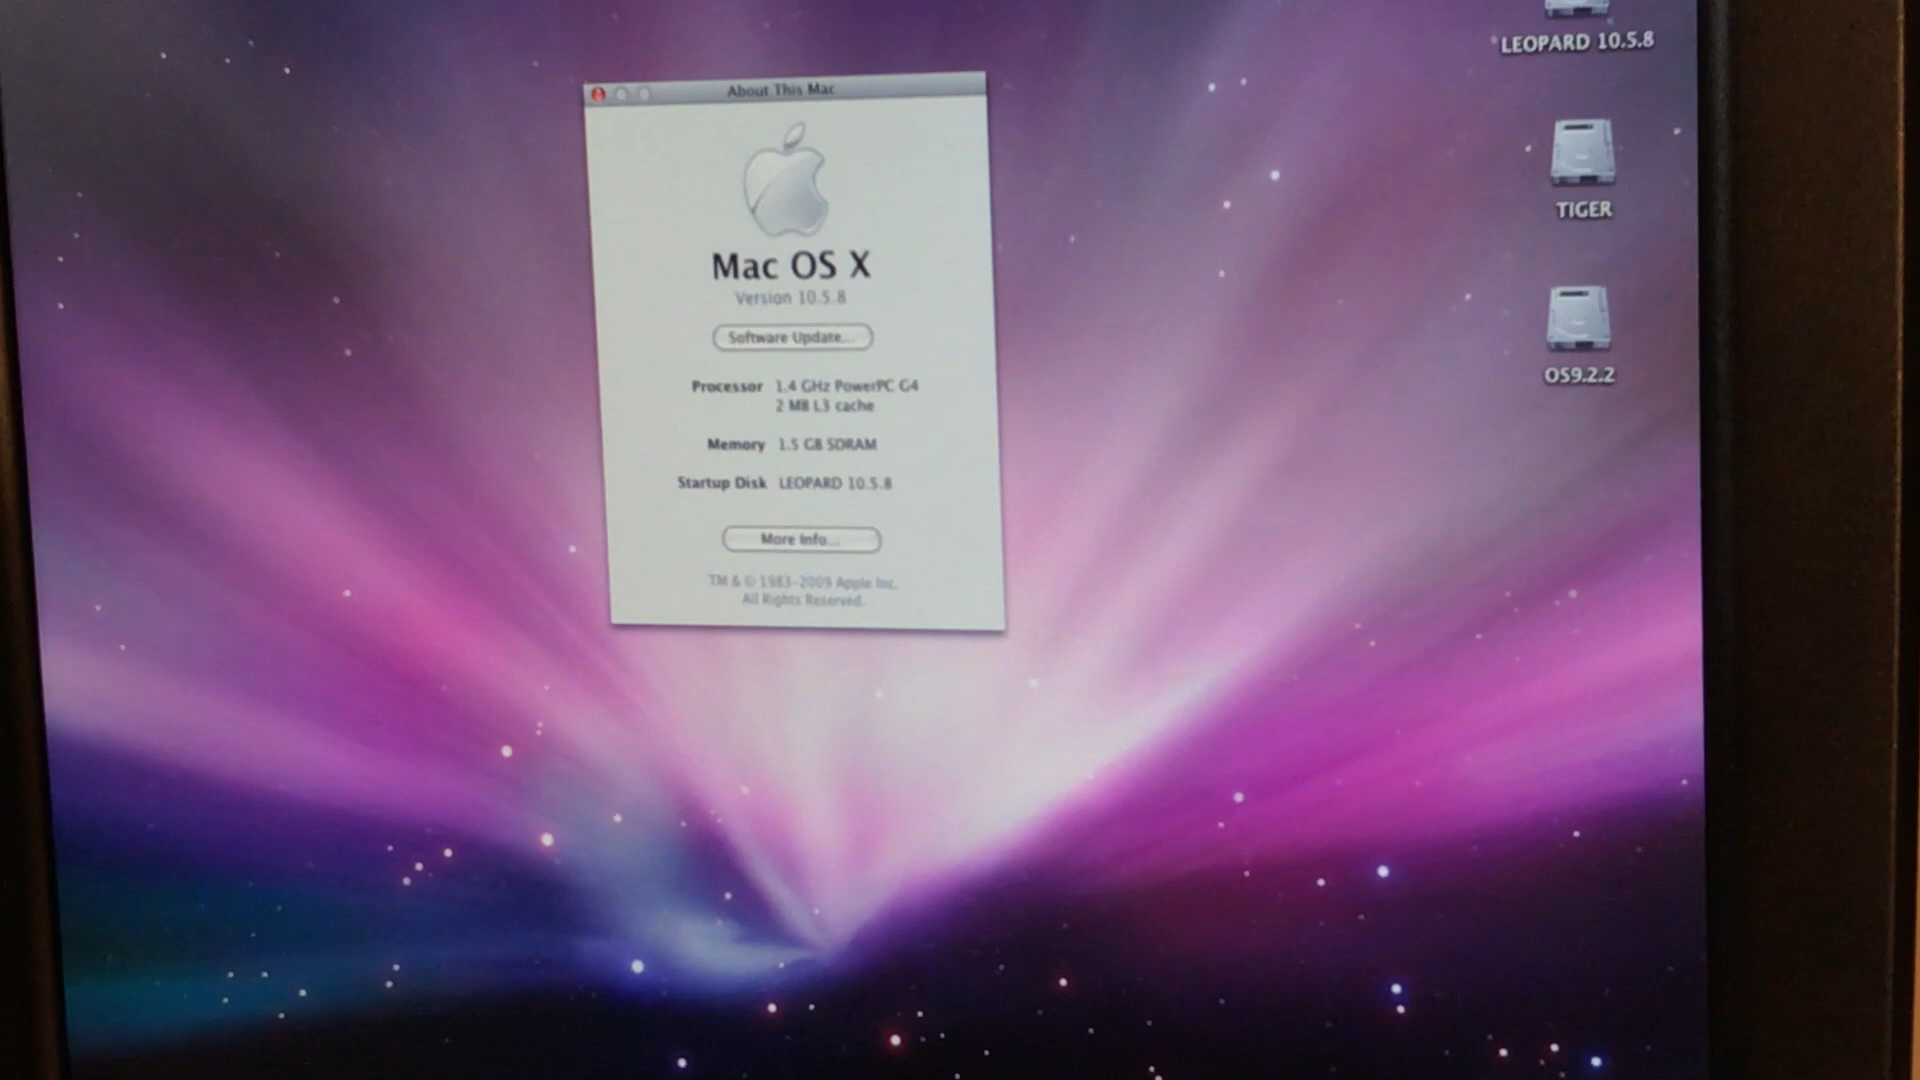 About This Mac
Mac OS X
Version 10.5.8
Software Update...
Processor 1.4 GHz PowerPC G4
2 MB L3 cache
Memory 1.5 GB SDRAM
Startup Disk LEOPARD 10.5.8
More Info...
TM & © 1983-2009 Apple Inc.
All Rights Reserved.
LEOPARD 10.5.8
TIGER
OS9.2.2